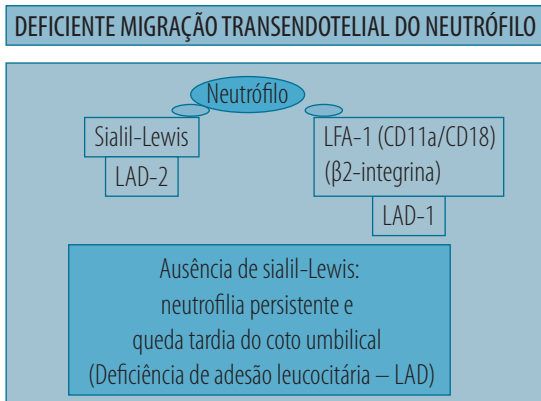 DEFICIENTE MIGRAÇÃO TRANSENDOTELIAL DO NEUTRÓFILO
Neutrófilo
Sialil-Lewis
LAD-2
LFA-1 (CD11a/CD18)
(β2-integrina)
LAD-1
Ausência de sialil-Lewis:
neutrofilia persistente e
queda tardia do coto umbilical
(Deficiência de adesão leucocitária – LAD)